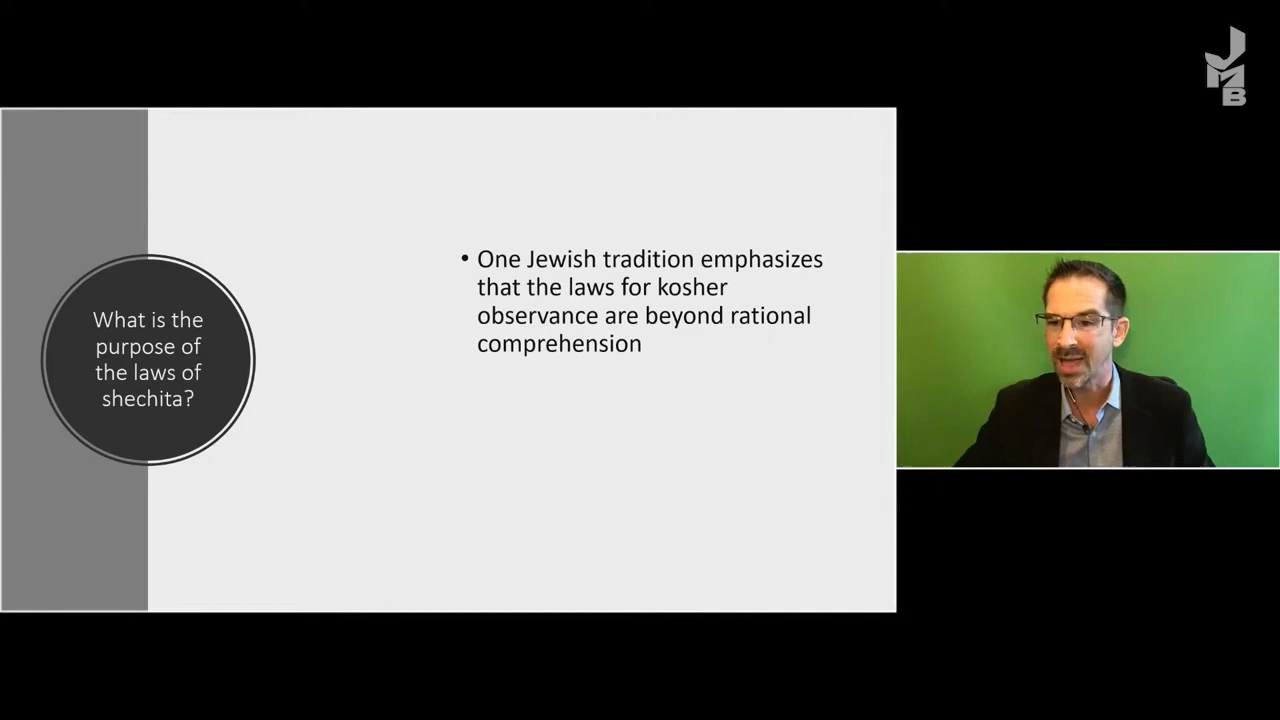 JMB
What is the
purpose of
the laws of
shechita?
• One Jewish tradition emphasizes
that the laws for kosher
observance are beyond rational
comprehension